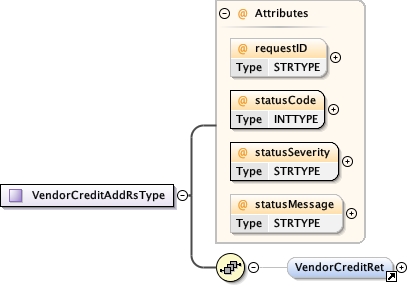 @ Attributes
@ requestID
Type STRTYPE
@ statusCode
Type INTTYPE
@ statusSeverity
Type STRTYPE
@ statusMessage
Type STRTYPE
VendorCreditAddRsType
VendorCreditRet